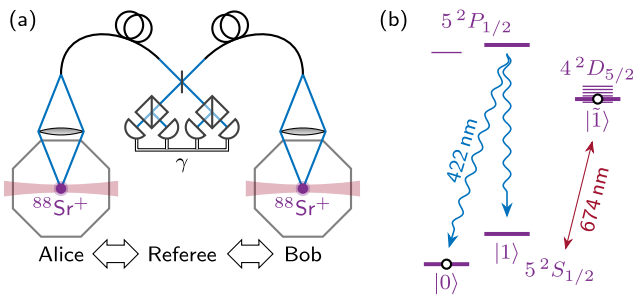 (a)
γ
⁸⁸Sr⁺
⁸⁸Sr⁺
Alice Referee Bob
(b)
5 ²P₁/₂
4 ²D₅/₂
|1̃⟩
422 nm
674 nm
|1⟩
5 ²S₁/₂
|0⟩